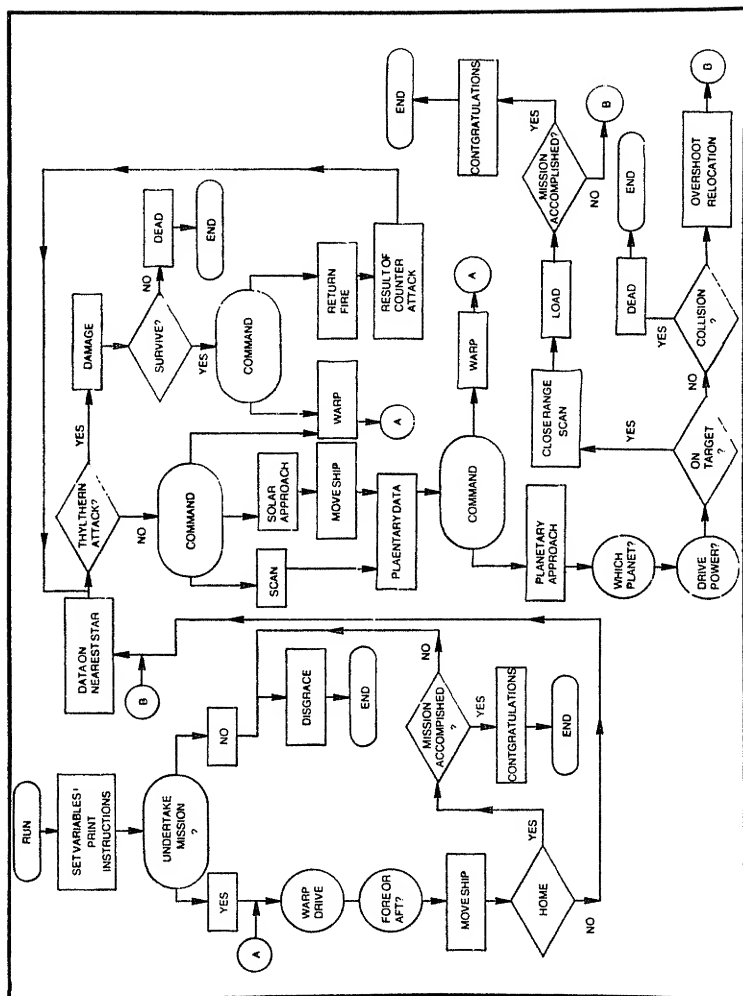 RUN
SET VARIABLES'
PRINT
INSTRUCTIONS
UNDERTAKE
MISSION
?
YES
NO
A
WARP
DRIVE
FORE OR
AFT?
MOVE SHIP
HOME
YES
NO
DISGRACE
END
MISSION
ACCOMPISHED
?
NO
YES
CONTGRATULATIONS
END
B
DATA ON
NEAREST STAR
THYLTHERN
ATTACK?
YES
NO
DAMAGE
SURVIVE?
NO
YES
DEAD
END
COMMAND
RETURN
FIRE
RESULT OF
COUNTER
ATTACK
COMMAND
SCAN
SOLAR
APPROACH
MOVE SHIP
WARP
A
PLAENTARY DATA
COMMAND
WARP
A
PLANETARY
APPROACH
WHICH
PLANET?
DRIVE
POWER?
ON
TARGET
?
YES
NO
CLOSE RANGE
SCAN
LOAD
MISSION
ACCOMPLISHED?
YES
NO
CONTGRATULATIONS
END
B
COLLISION
?
YES
DEAD
END
OVERSHOOT
RELOCATION
B